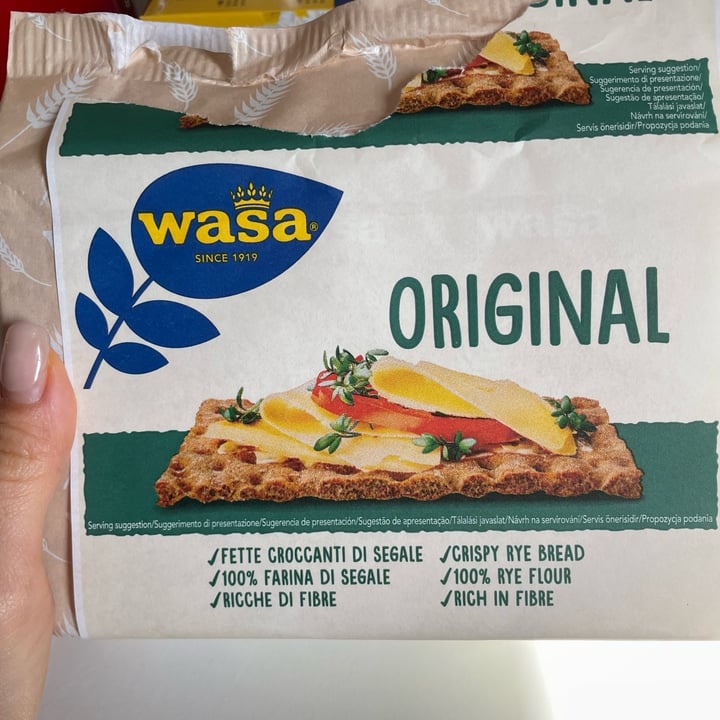 Serving suggestion/
Suggerimento di presentazione/
Sugerencia de presentación/
Sugestão de apresentação/
Tálalási javaslat/
Návrh na servírování/
Servis önerisidir/Propozycja podania
wasa®
SINCE 1919
ORIGINAL
Serving suggestion/Suggerimento di presentazione/Sugerencia de presentación/Sugestão de apresentação/Tálalási javaslat/Návrh na servírování/Servis önerisidir/Propozycja podania
✓FETTE CROCCANTI DI SEGALE
✓100% FARINA DI SEGALE
✓RICCHE DI FIBRE
✓CRISPY RYE BREAD
✓100% RYE FLOUR
✓RICH IN FIBRE